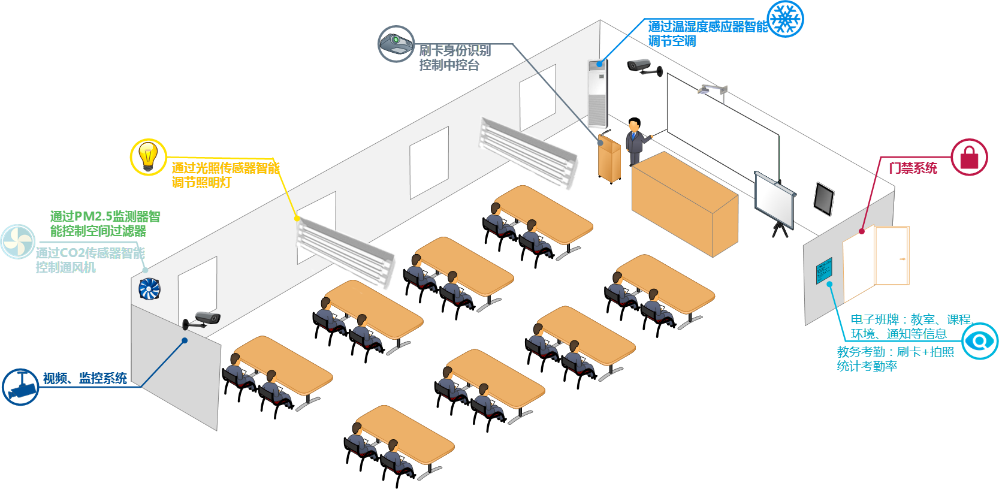 通过温湿度感应器智能
调节空调
刷卡身份识别
控制中控台
通过光照传感器智能
调节照明灯
门禁系统
通过PM2.5监测器智
能控制空间过滤器
通过CO2传感器智能
控制通风机
电子班牌：教室、课程、
环境、通知等信息
教务考勤：刷卡+拍照
统计考勤率
视频、监控系统